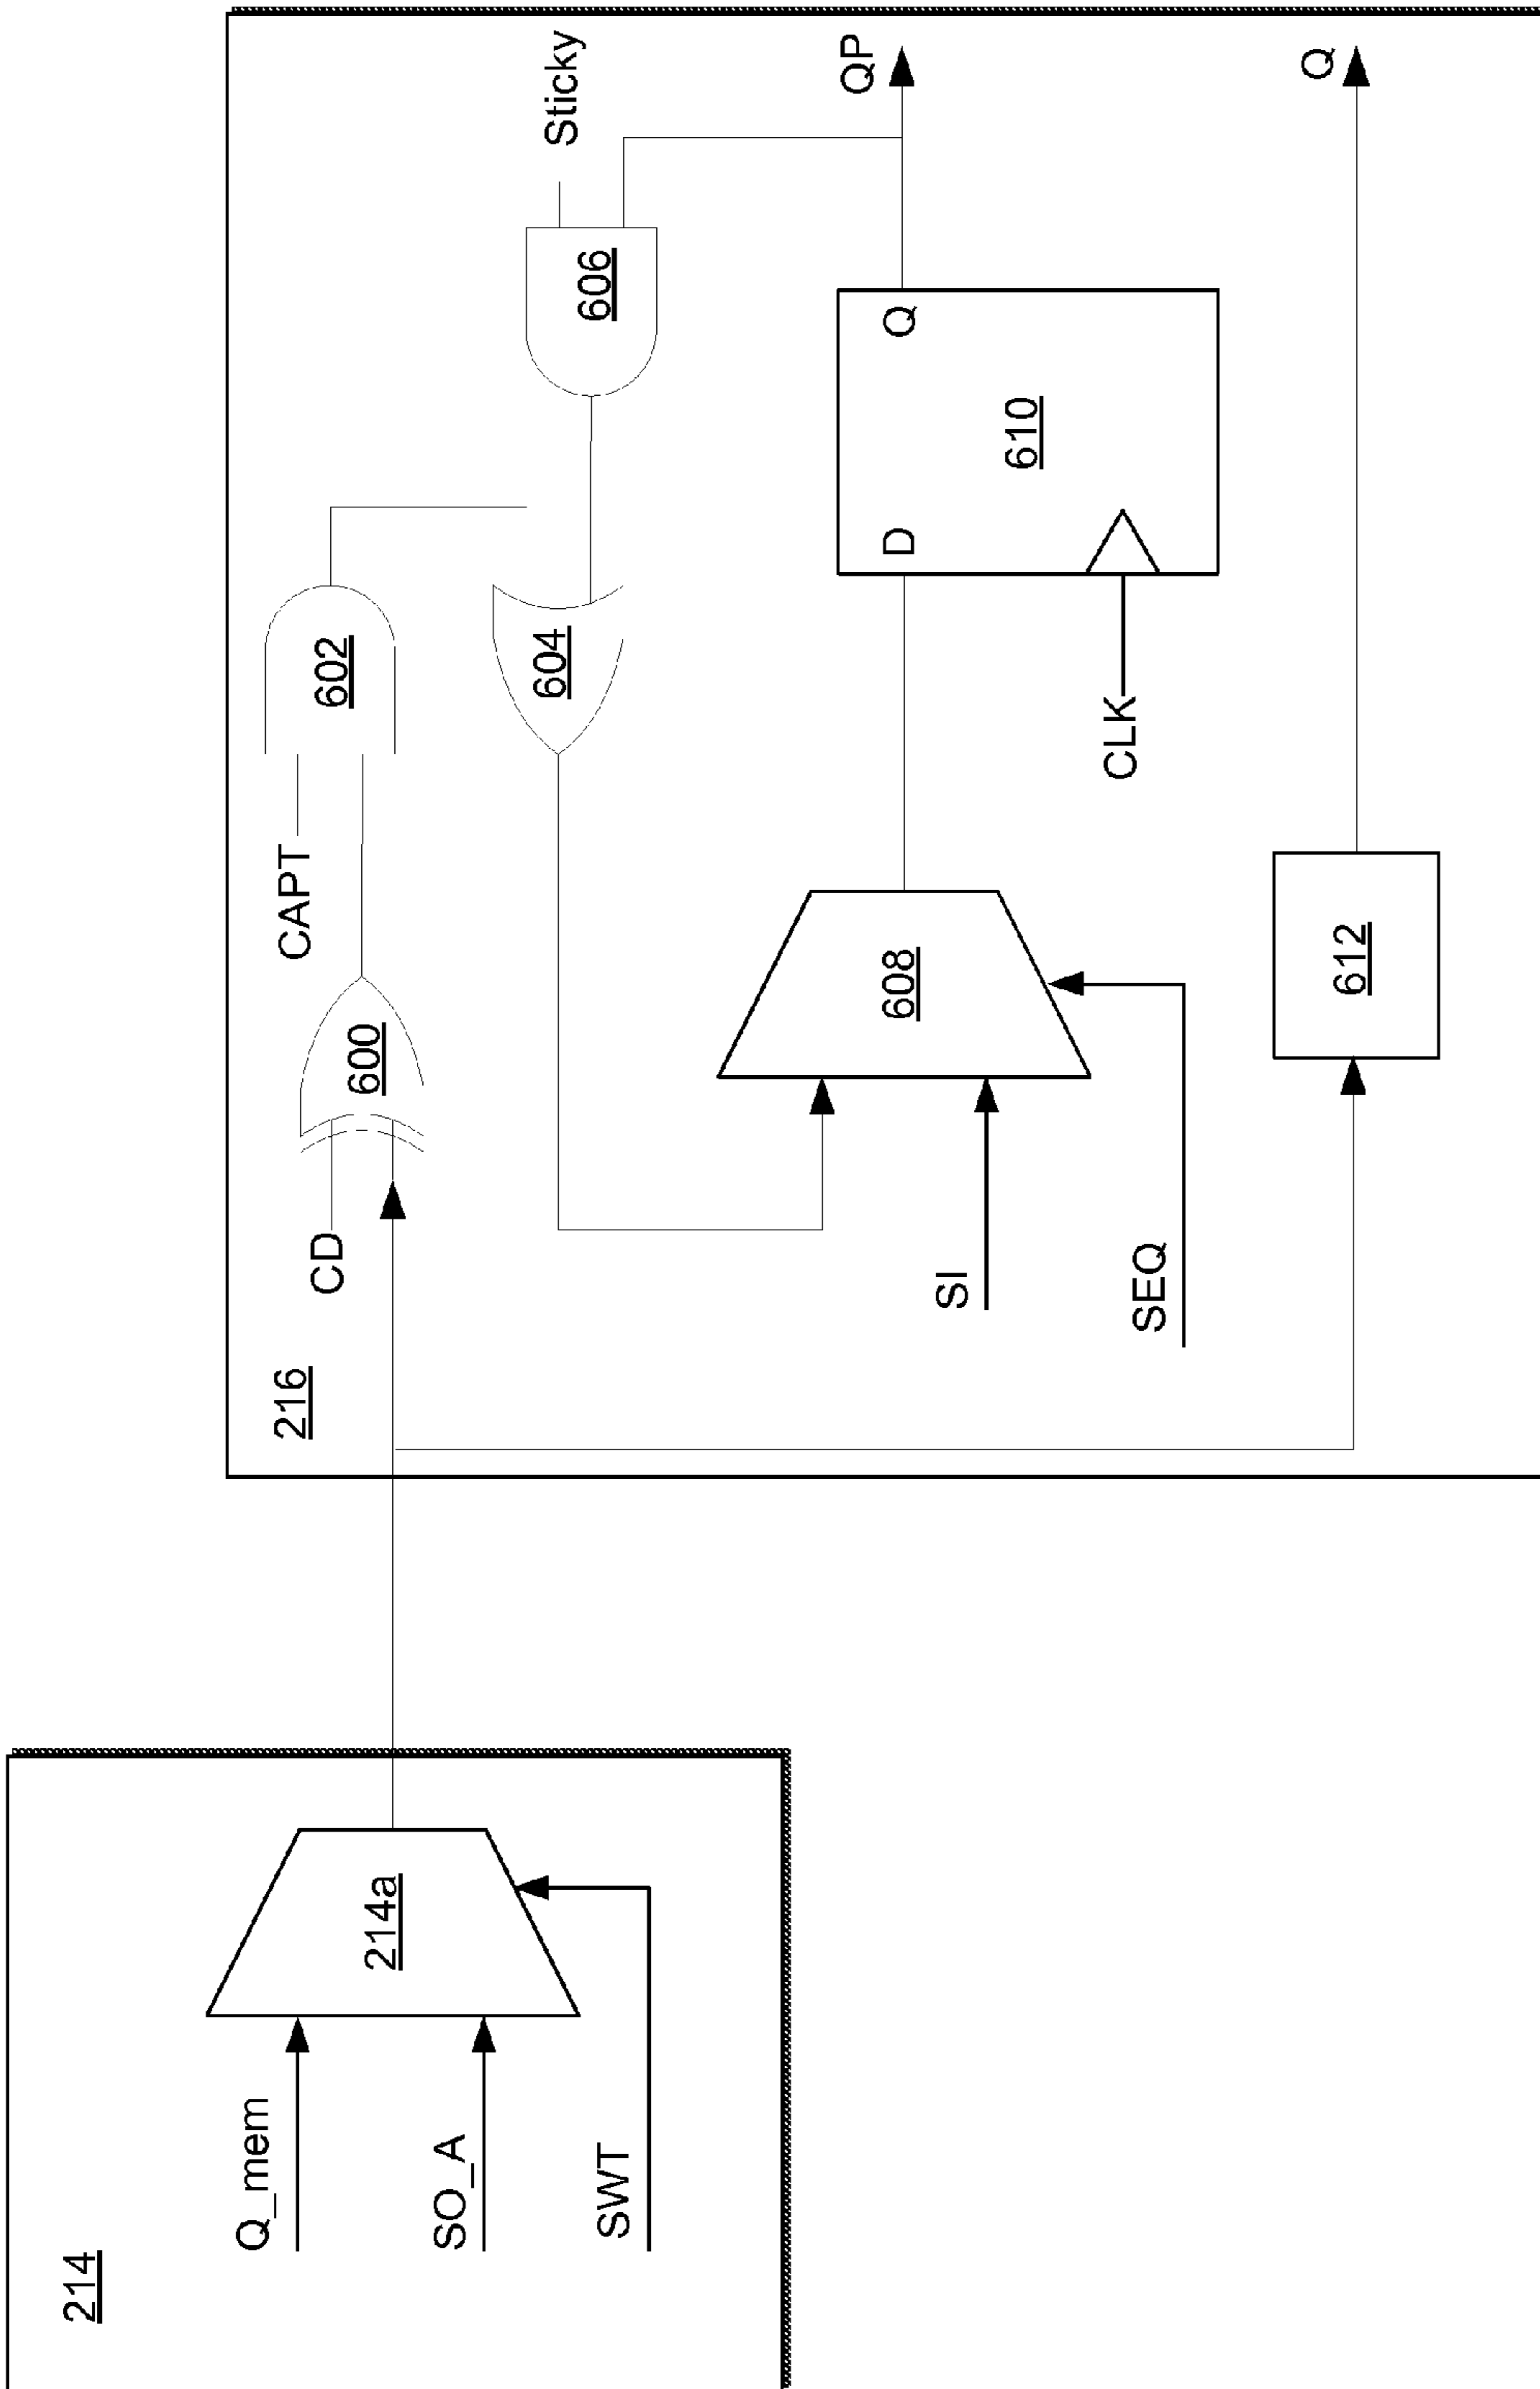 214
Q_mem
SO_A
SWT
214a
216
CD
600
CAPT
602
604
606
Sticky
SI
SEQ
608
D
Q
610
CLK
QP
612
Q